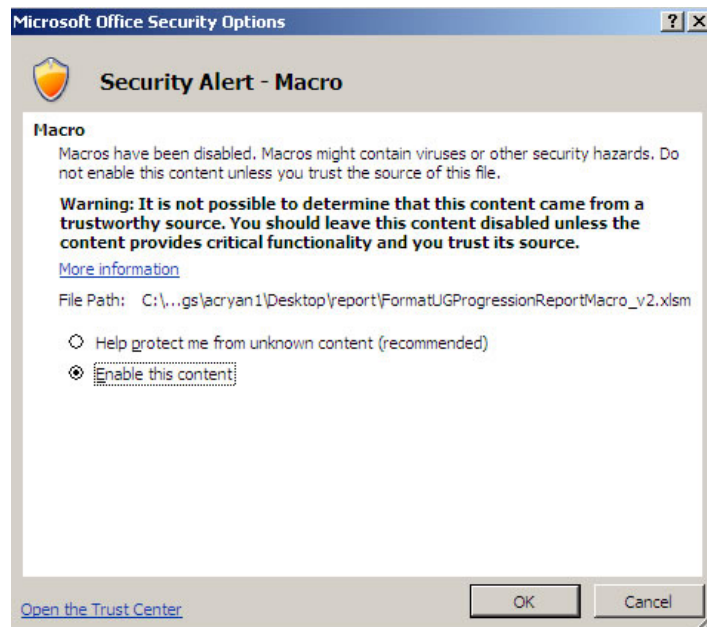 Microsoft Office Security Options
Security Alert - Macro
Macro
Macros have been disabled. Macros might contain viruses or other security hazards. Do
not enable this content unless you trust the source of this file.
Warning: It is not possible to determine that this content came from a
trustworthy source. You should leave this content disabled unless the
content provides critical functionality and you trust its source.
More information
File Path: C:\...gs\acryan1\Desktop\report\FormatUGProgressionReportMacro_v2.xlsm
Help protect me from unknown content (recommended)
Enable this content
Open the Trust Center
OK
Cancel